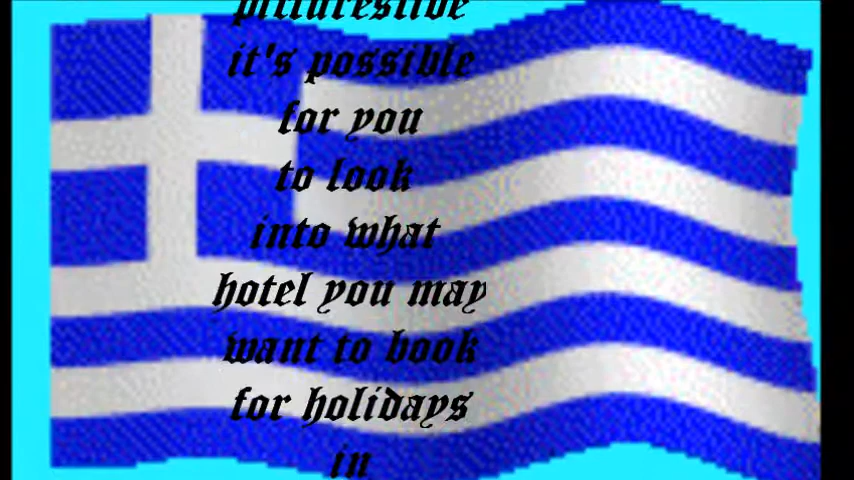 it's possible
for you
to look
into what
hotel you may
want to book
for holidays
in